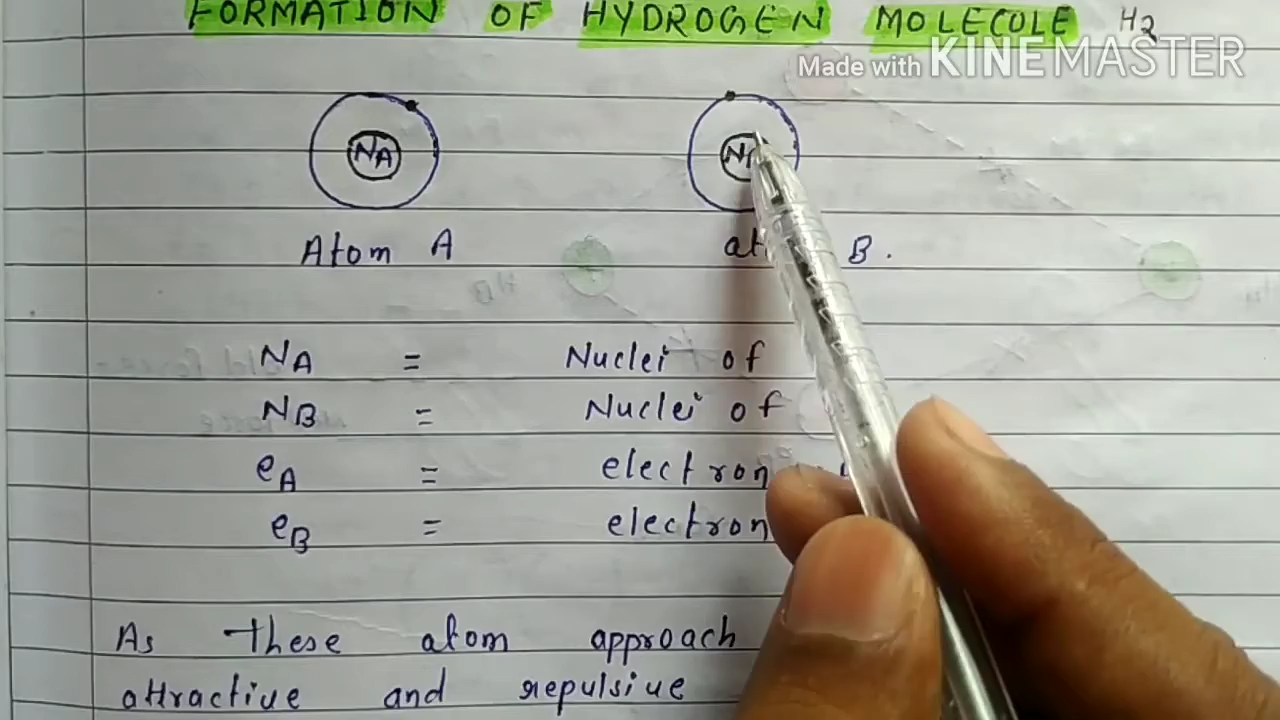 FORMATION OF HYDROGEN MOLECOLE H2
Made with KINEMASTER
NA
Atom A B.
NA = Nuclei of
NB = Nuclei of
eA = electron
eB = electron
As these atom approach
attractive and repulsive